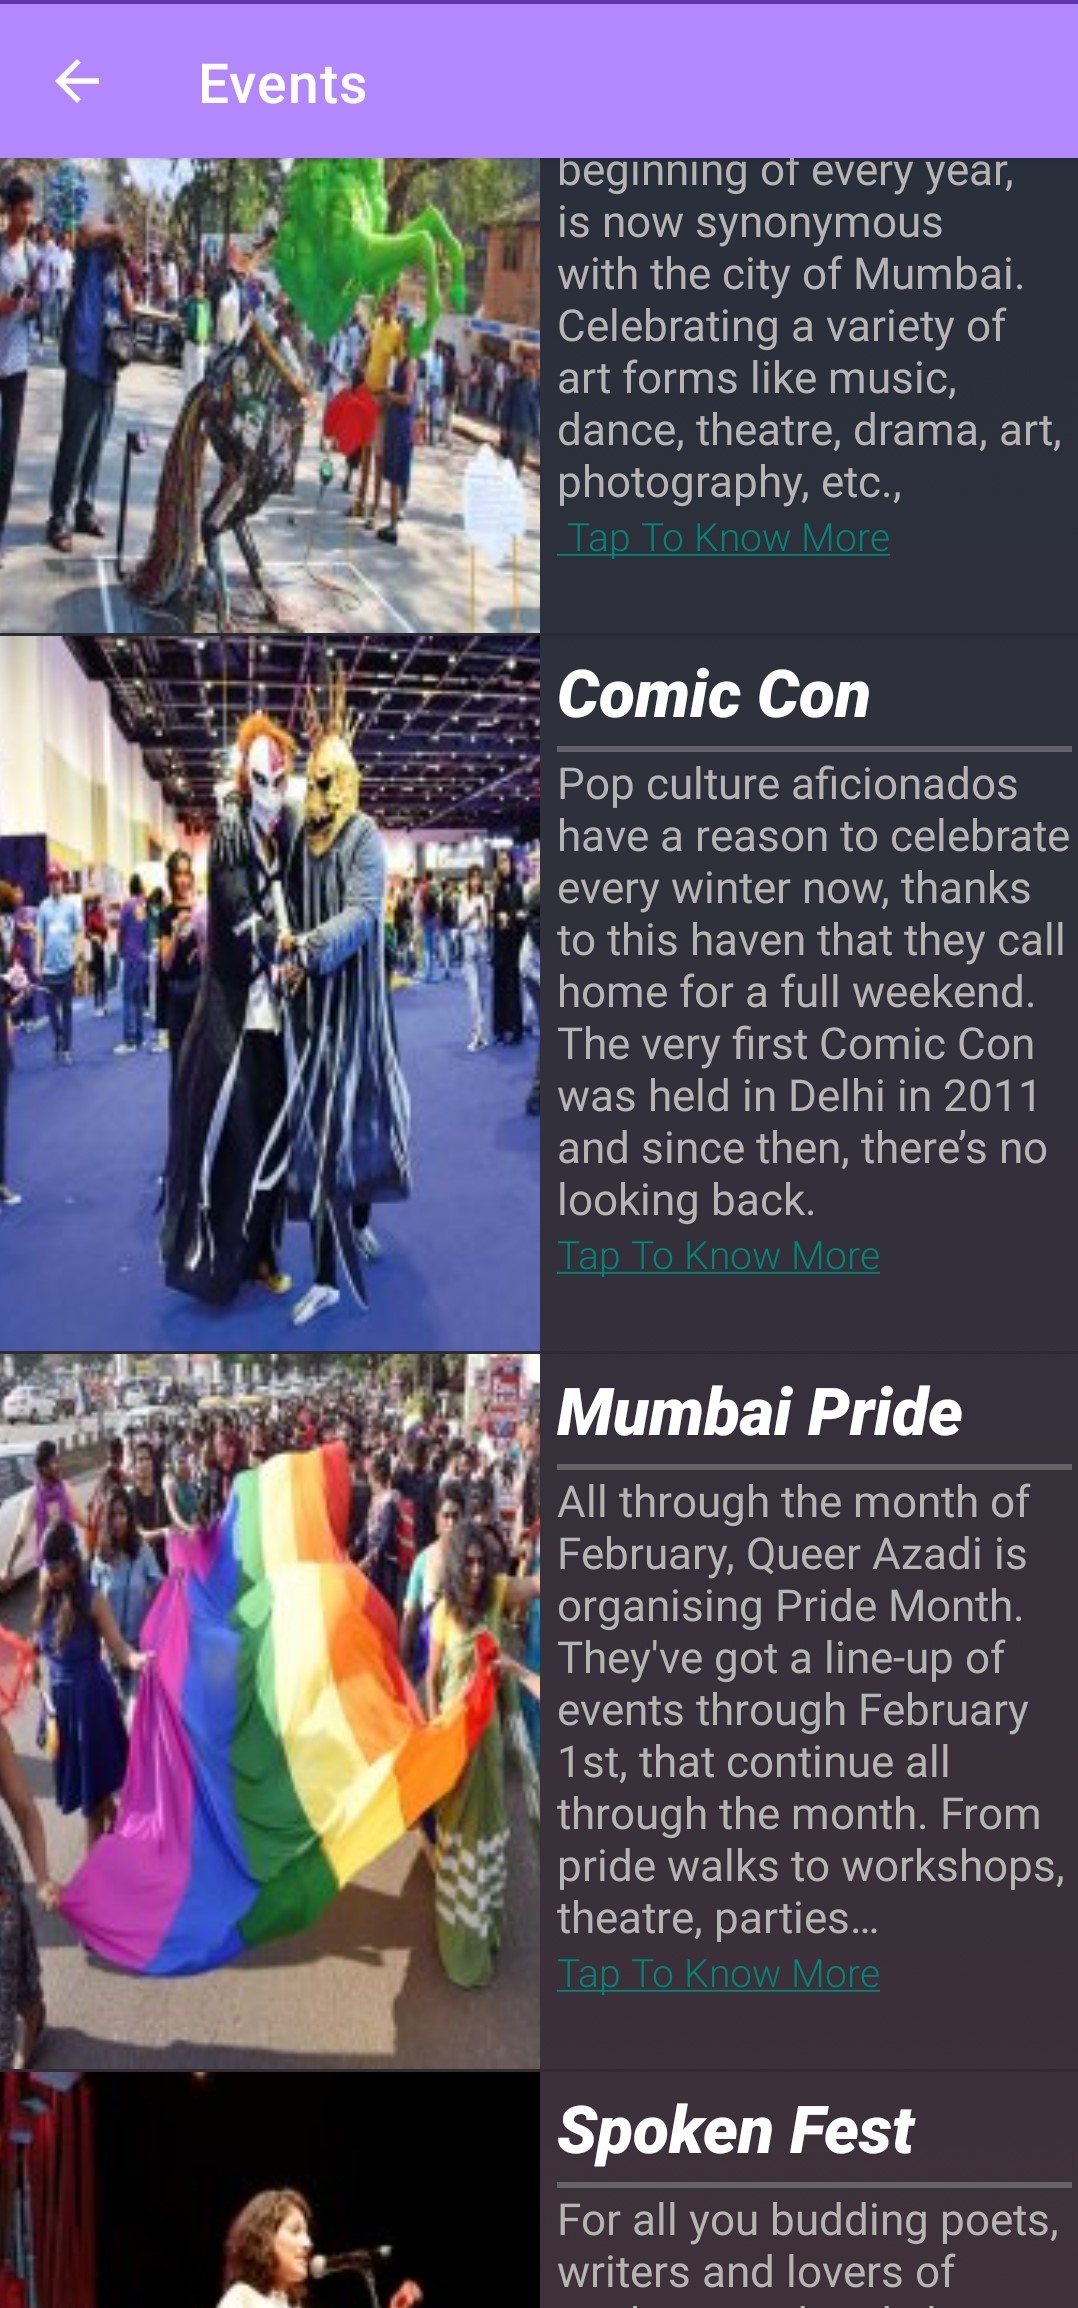 Events
beginning of every year,
is now synonymous
with the city of Mumbai.
Celebrating a variety of
art forms like music,
dance, theatre, drama, art,
photography, etc.,
Tap To Know More
Comic Con
Pop culture aficionados
have a reason to celebrate
every winter now, thanks
to this haven that they call
home for a full weekend.
The very first Comic Con
was held in Delhi in 2011
and since then, there’s no
looking back.
Tap To Know More
Mumbai Pride
All through the month of
February, Queer Azadi is
organising Pride Month.
They've got a line-up of
events through February
1st, that continue all
through the month. From
pride walks to workshops,
theatre, parties…
Tap To Know More
Spoken Fest
For all you budding poets,
writers and lovers of